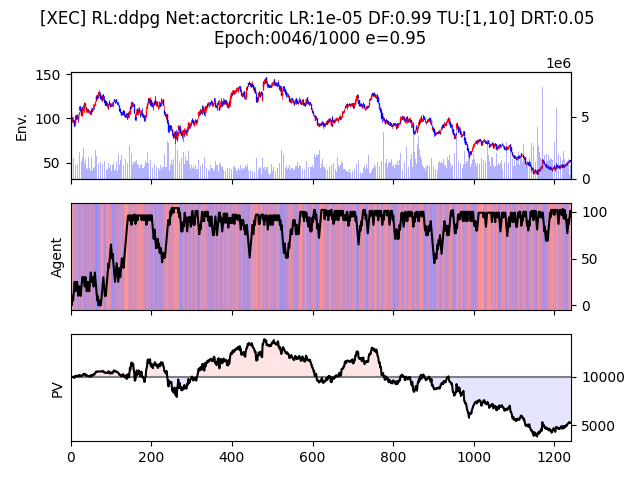 [XEC] RL:ddpg Net:actorcritic LR:1e-05 DF:0.99 TU:[1,10] DRT:0.05
Epoch:0046/1000 e=0.95
1e6
150
100
50
Env.
5
0
Agent
100
50
0
PV
10000
5000
0
200
400
600
800
1000
1200